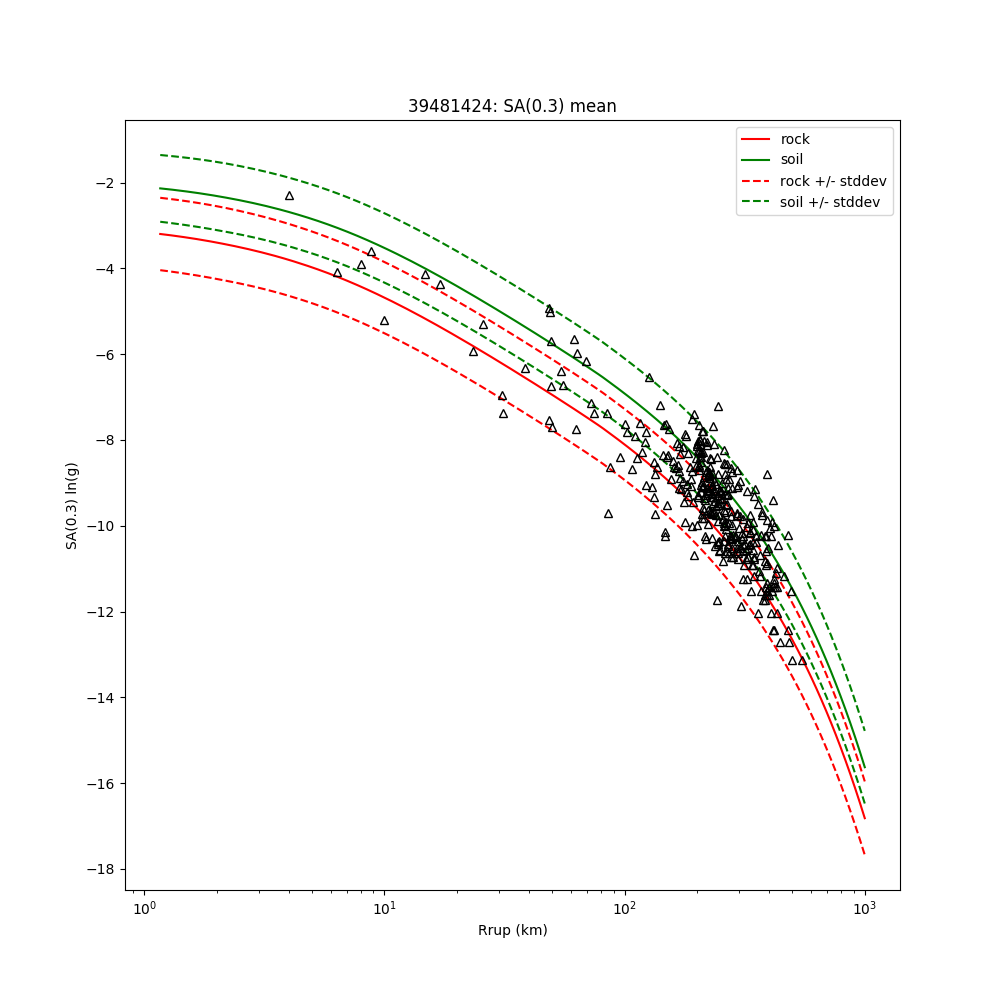 39481424: SA(0.3) mean
rock
soil
rock +/- stddev
soil +/- stddev
−2
−4
−6
−8
−10
−12
−14
−16
−18
SA(0.3) ln(g)
10⁰
10¹
10²
10³
Rrup (km)